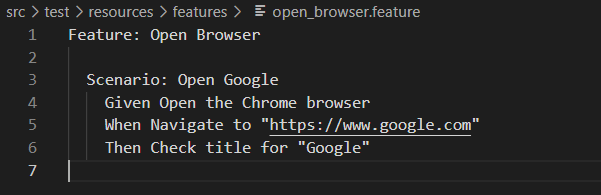 src > test > resources > features > open_browser.feature
1 Feature: Open Browser
2
3 Scenario: Open Google
4 Given Open the Chrome browser
5 When Navigate to "https://www.google.com"
6 Then Check title for "Google"
7